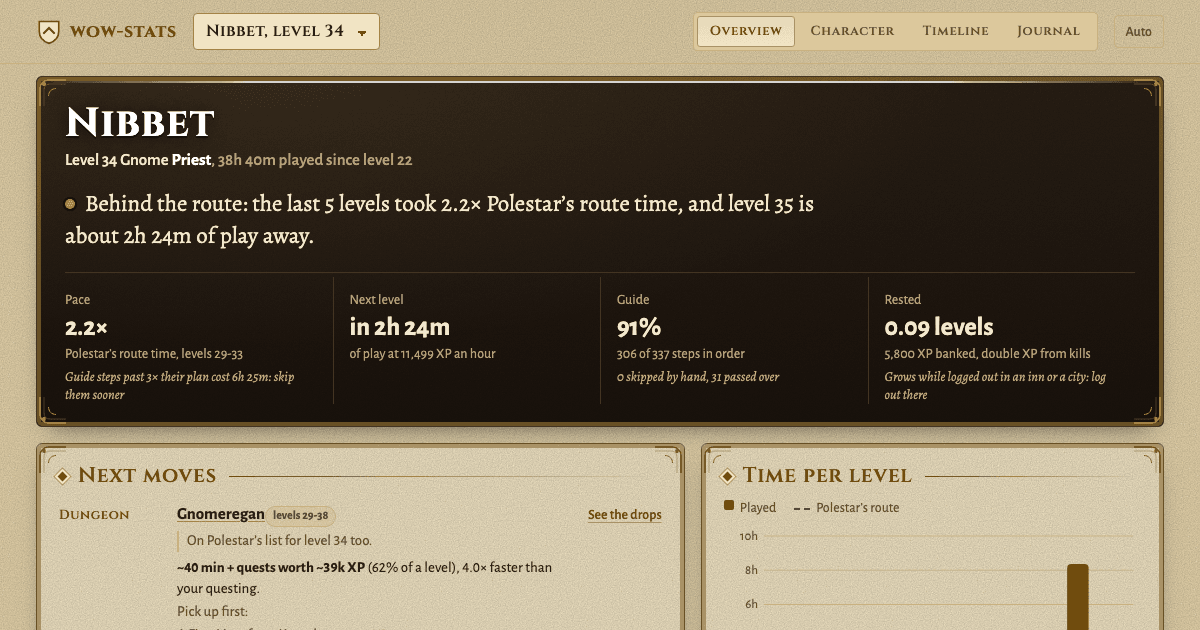 WOW-STATS
Nibbet, level 34
Overview Character Timeline Journal
Auto
Nibbet
Level 34 Gnome Priest, 38h 40m played since level 22
Behind the route: the last 5 levels took 2.2× Polestar’s route time, and level 35 is
about 2h 24m of play away.
Pace
2.2×
Polestar's route time, levels 29-33
Guide steps past 3× their plan cost 6h 25m: skip
them sooner
Next level
in 2h 24m
of play at 11,499 XP an hour
Guide
91%
306 of 337 steps in order
0 skipped by hand, 31 passed over
Rested
0.09 levels
5,800 XP banked, double XP from kills
Grows while logged out in an inn or a city: log
out there
Next moves
Dungeon
Gnomeregan levels 29-38
See the drops
On Polestar's list for level 34 too.
~40 min + quests worth ~39k XP (62% of a level), 4.0× faster than
your questing.
Pick up first:
Time per level
Played
Polestar's route
10h
8h
6h